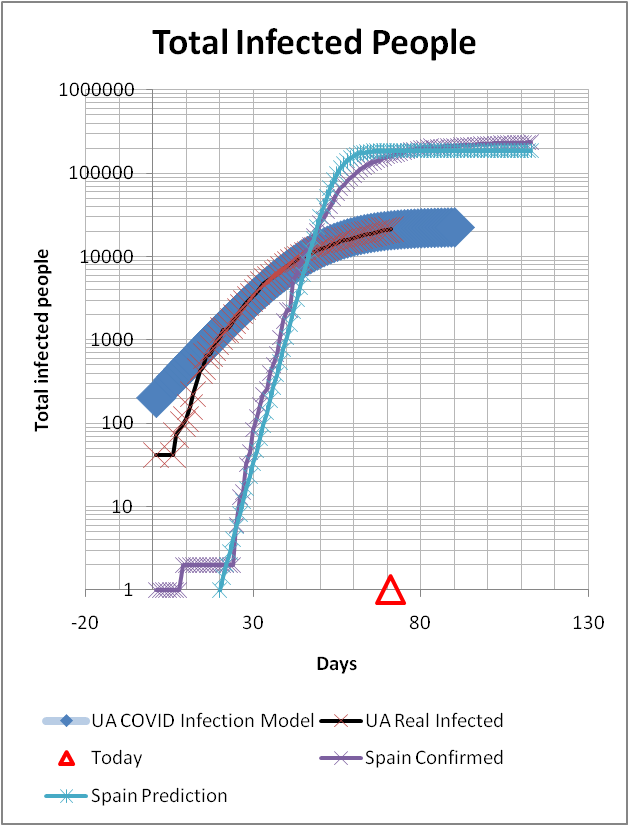 Total Infected People
1000000
100000
10000
1000
100
10
1
Total infected people
-20 30 80 130
Days
UA COVID Infection Model
UA Real Infected
Today
Spain Confirmed
Spain Prediction